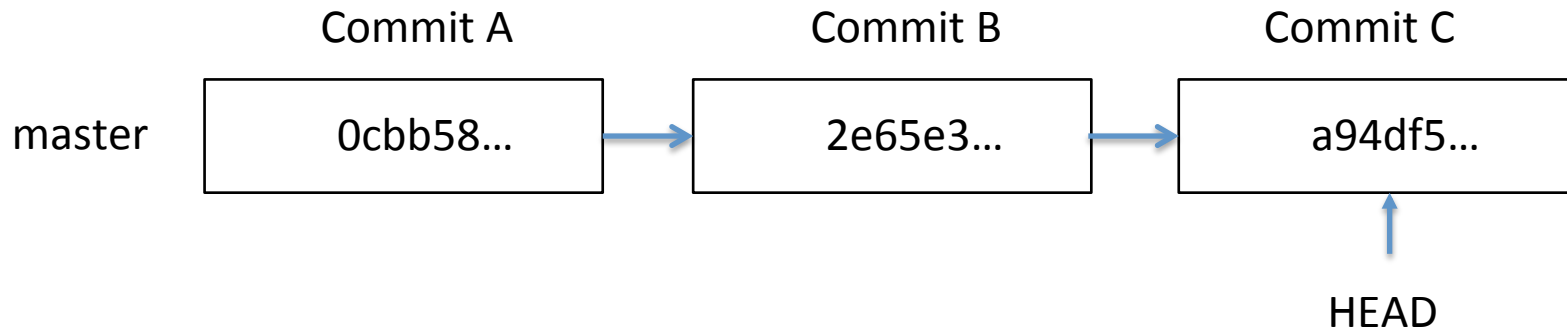 Commit A Commit B Commit C
master 0cbb58... 2e65e3... a94df5...
HEAD